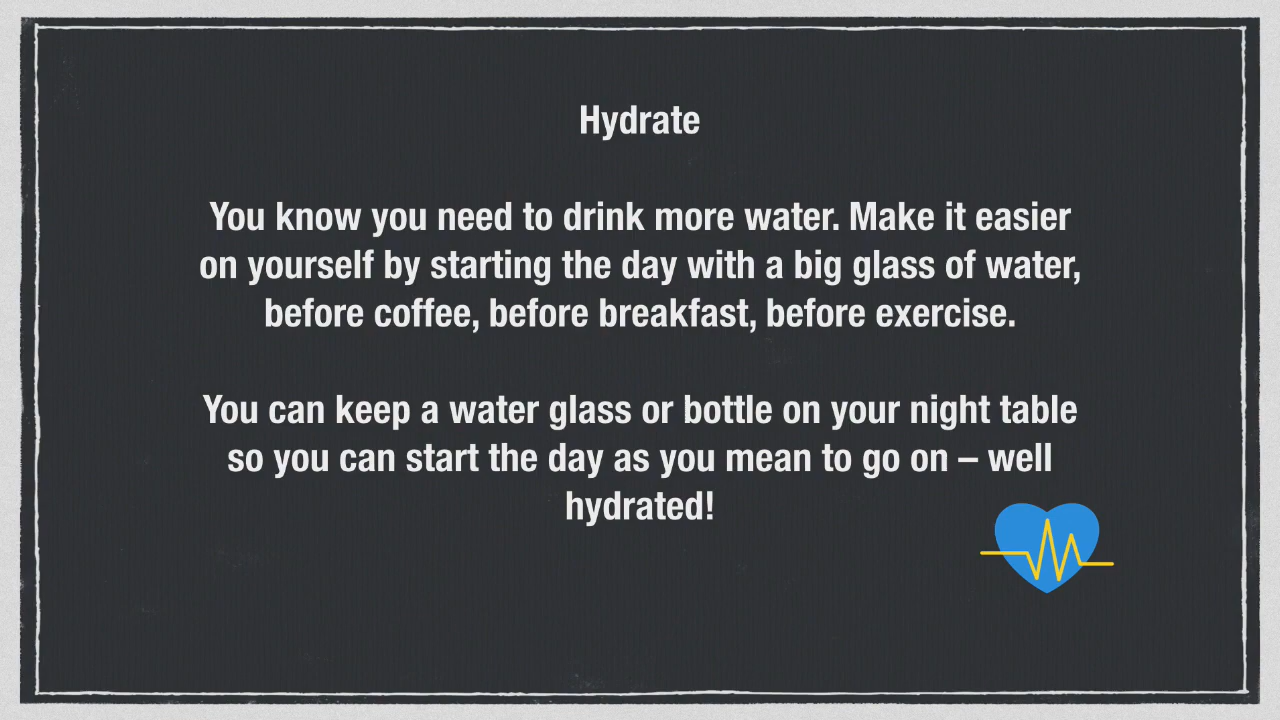 Hydrate
You know you need to drink more water. Make it easier
on yourself by starting the day with a big glass of water,
before coffee, before breakfast, before exercise.
You can keep a water glass or bottle on your night table
so you can start the day as you mean to go on – well
hydrated!